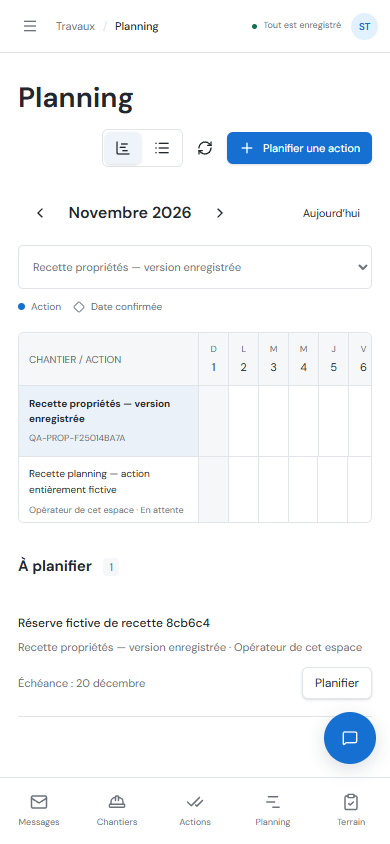 Travaux / Planning
Tout est enregistré
ST
Planning
Planifier une action
Novembre 2026
Aujourd'hui
Recette propriétés — version enregistrée
Action
Date confirmée
CHANTIER / ACTION
D L M M J V
1 2 3 4 5 6
Recette propriétés — version
enregistrée
QA-PROP-F25014BA7A
Recette planning — action
entièrement fictive
Opérateur de cet espace · En attente
À planifier 1
Réserve fictive de recette 8cb6c4
Recette propriétés — version enregistrée · Opérateur de cet espace
Échéance : 20 décembre
Planifier
Messages
Chantiers
Actions
Planning
Terrain